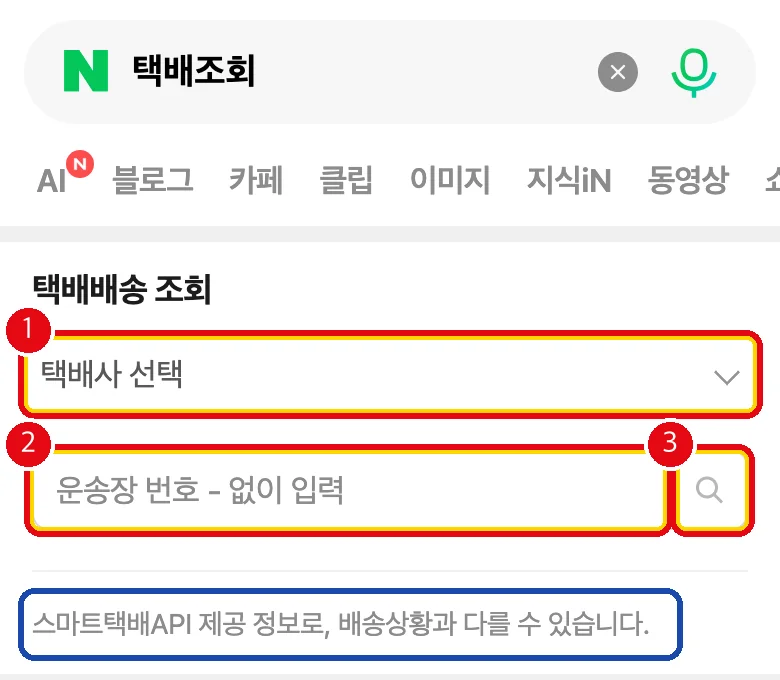 N 택배조회
AI N 블로그 카페 클립 이미지 지식iN 동영상
택배배송 조회
1
택배사 선택
2 3
운송장 번호 - 없이 입력
스마트택배API 제공 정보로, 배송상황과 다를 수 있습니다.